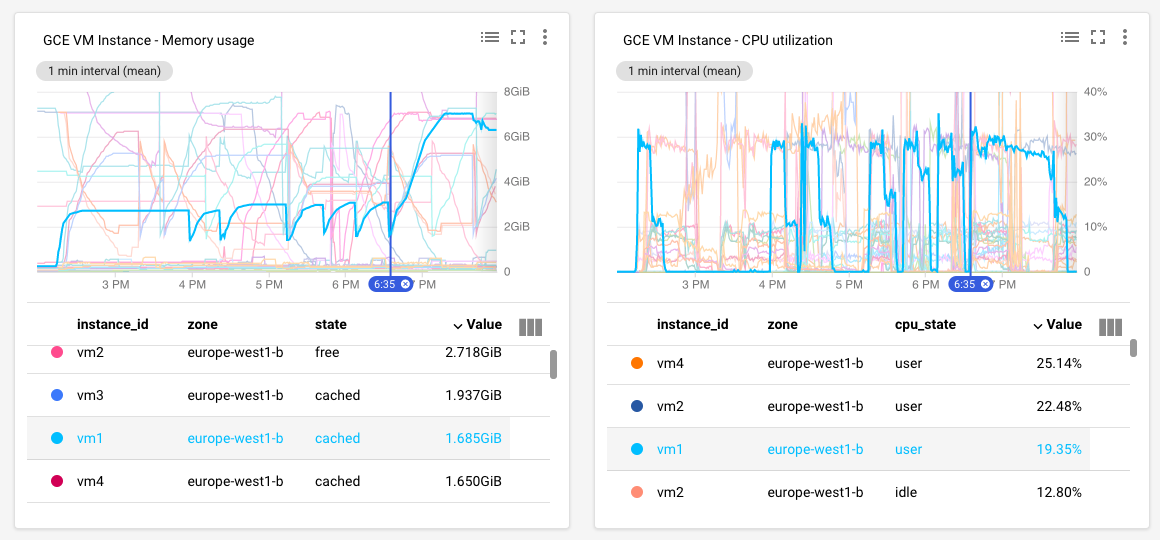 GCE VM Instance - Memory usage
1 min interval (mean)
8GiB
6GiB
4GiB
2GiB
0
3 PM 4 PM 5 PM 6 PM 6:35 7 PM
instance_id zone state Value
vm2 europe-west1-b free 2.718GiB
vm3 europe-west1-b cached 1.937GiB
vm1 europe-west1-b cached 1.685GiB
vm4 europe-west1-b cached 1.650GiB
GCE VM Instance - CPU utilization
1 min interval (mean)
40%
30%
20%
10%
0
3 PM 4 PM 5 PM 6 PM 6:35 7 PM
instance_id zone cpu_state Value
vm4 europe-west1-b user 25.14%
vm2 europe-west1-b user 22.48%
vm1 europe-west1-b user 19.35%
vm2 europe-west1-b idle 12.80%